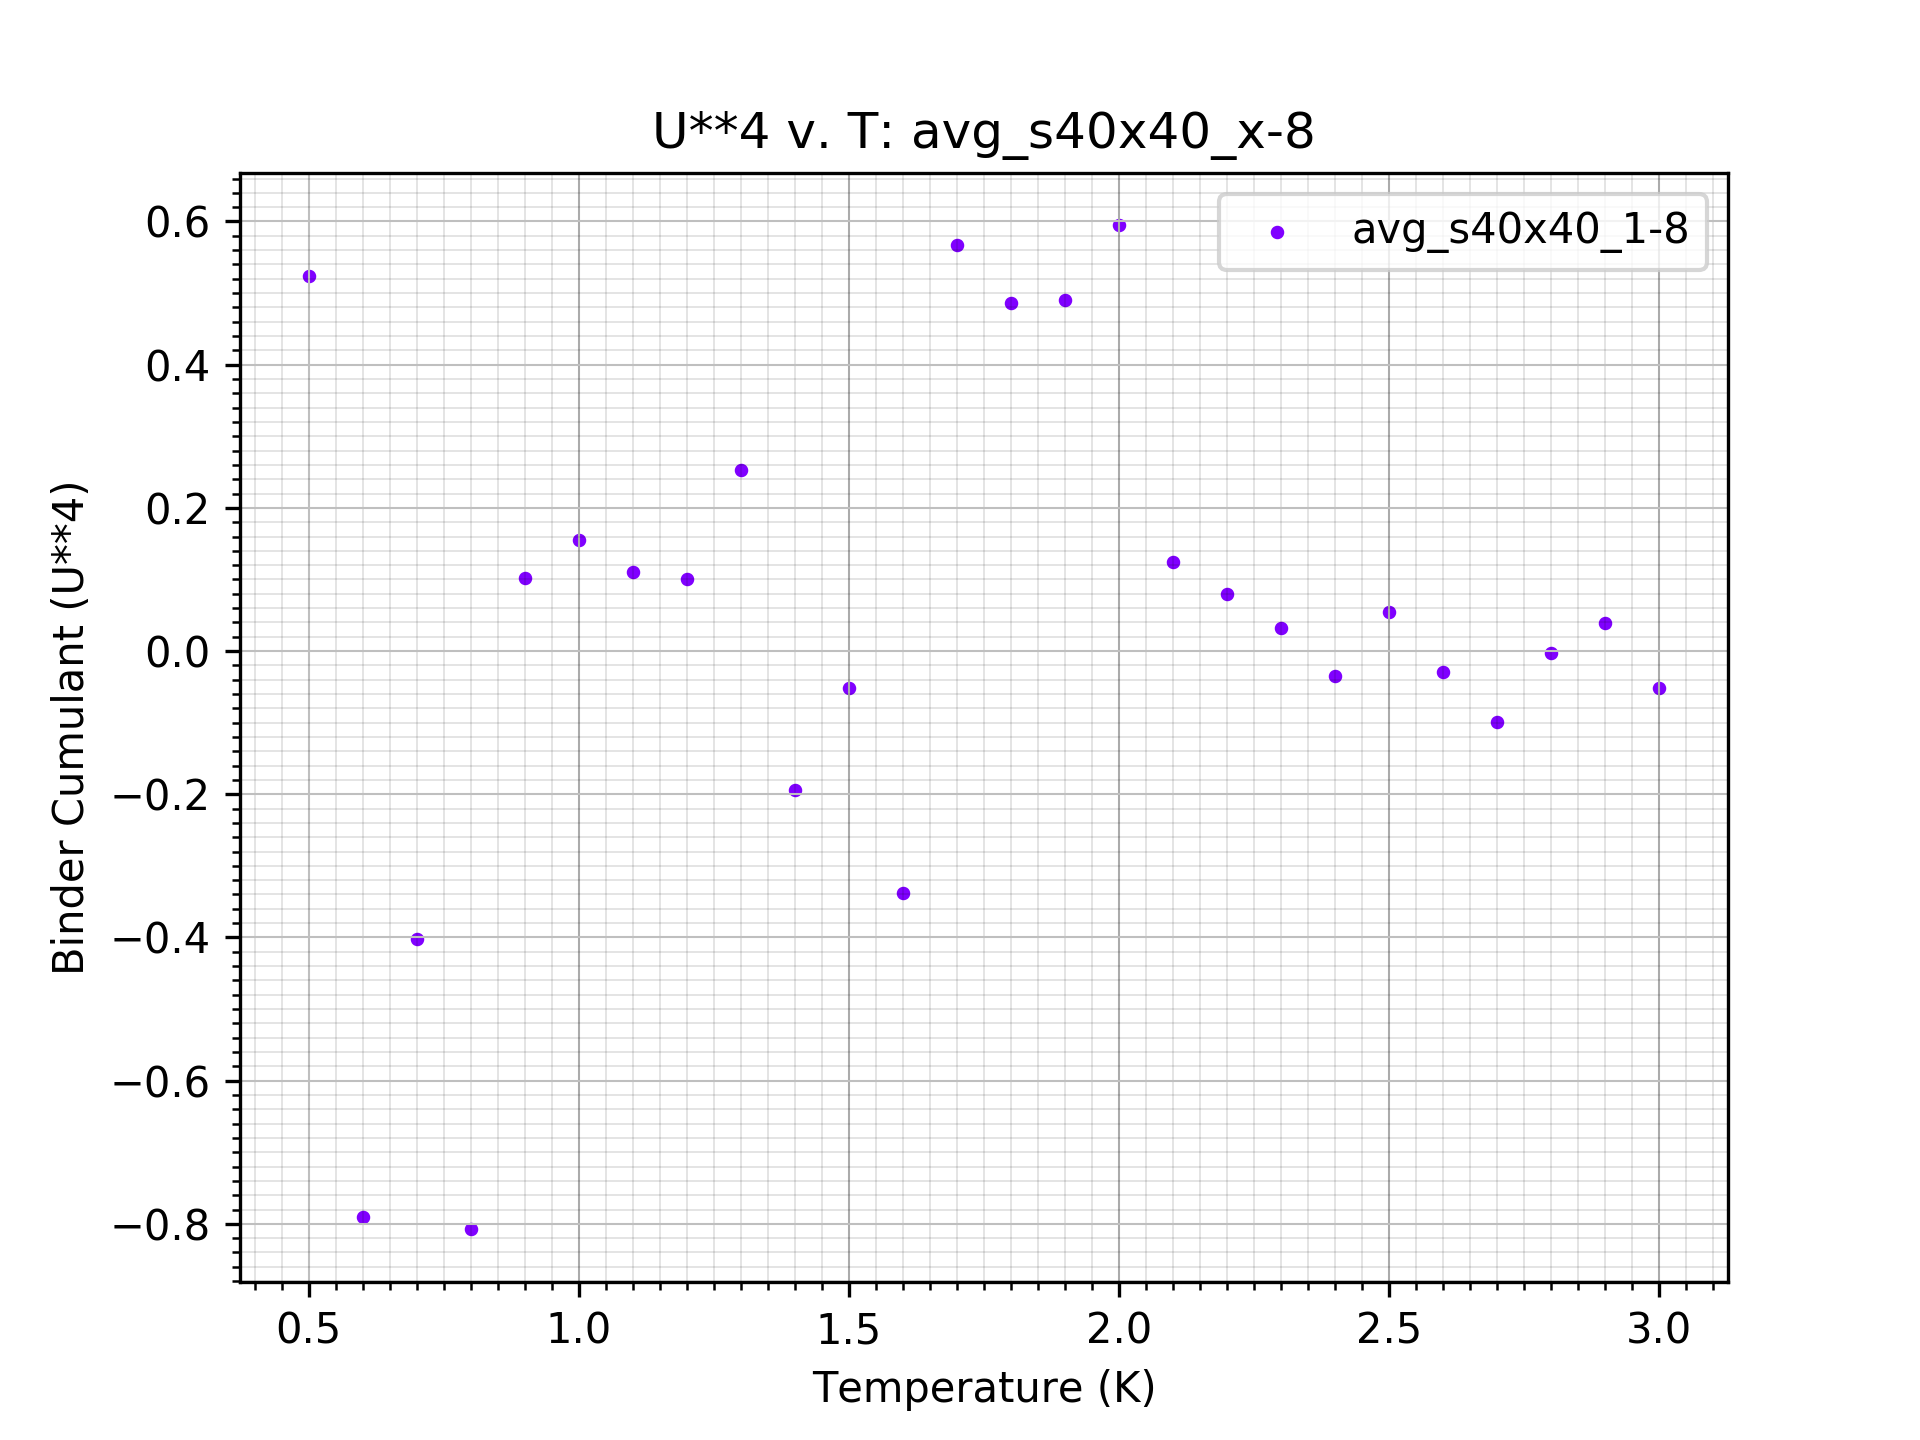 U**4 v. T: avg_s40x40_x-8
avg_s40x40_1-8
Binder Cumulant (U**4)
0.6
0.4
0.2
0.0
−0.2
−0.4
−0.6
−0.8
0.5 1.0 1.5 2.0 2.5 3.0
Temperature (K)